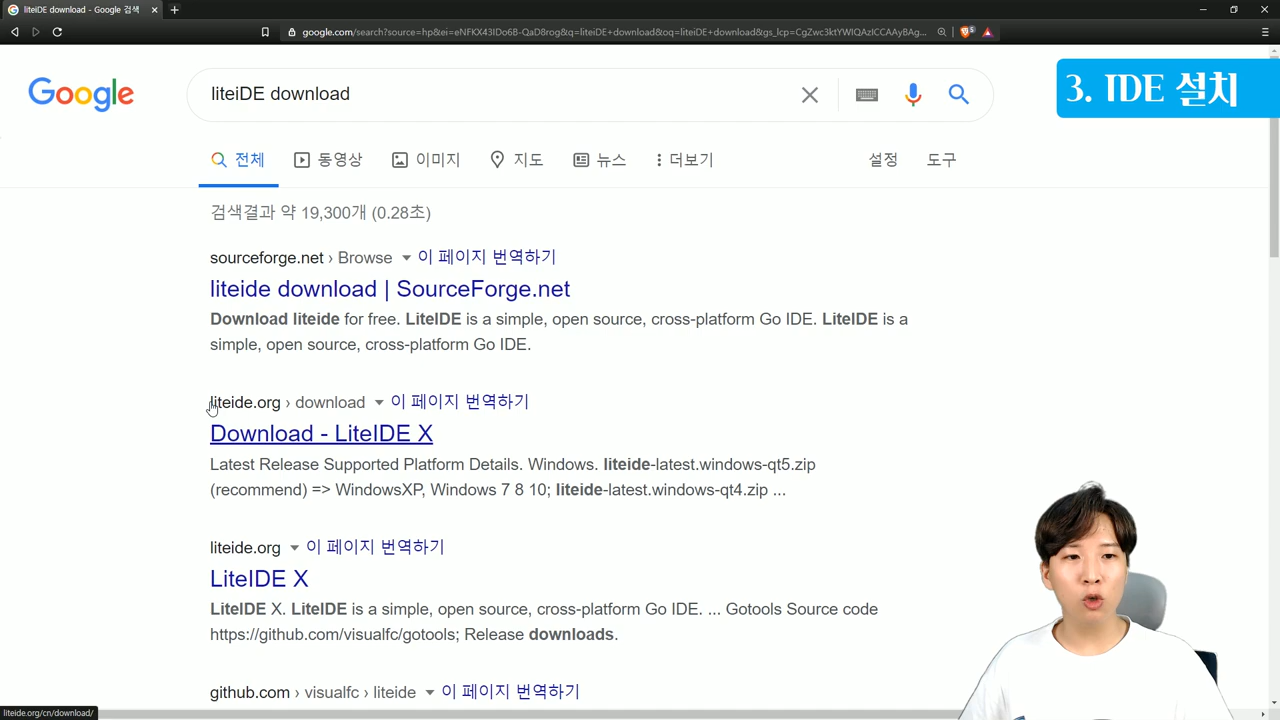 liteiDE download - Google 검색
google.com/search?source=hp&ei=eNFKX43IDo6B-QaD8rog&q=liteiDE+download&oq=liteiDE+download&gs_lcp=CgZwc3ktYWIQAzICCAAyBAg...
Google
liteiDE download
3. IDE 설치
전체 동영상 이미지 지도 뉴스 더보기 설정 도구
검색결과 약 19,300개 (0.28초)
sourceforge.net › Browse 이 페이지 번역하기
liteide download | SourceForge.net
Download liteide for free. LiteIDE is a simple, open source, cross-platform Go IDE. LiteIDE is a
simple, open source, cross-platform Go IDE.
liteide.org › download 이 페이지 번역하기
Download - LiteIDE X
Latest Release Supported Platform Details. Windows. liteide-latest.windows-qt5.zip
(recommend) => WindowsXP, Windows 7 8 10; liteide-latest.windows-qt4.zip ...
liteide.org 이 페이지 번역하기
LiteIDE X
LiteIDE X. LiteIDE is a simple, open source, cross-platform Go IDE. ... Gotools Source code
https://github.com/visualfc/gotools; Release downloads.
github.com › visualfc › liteide 이 페이지 번역하기
liteide.org/cn/download/